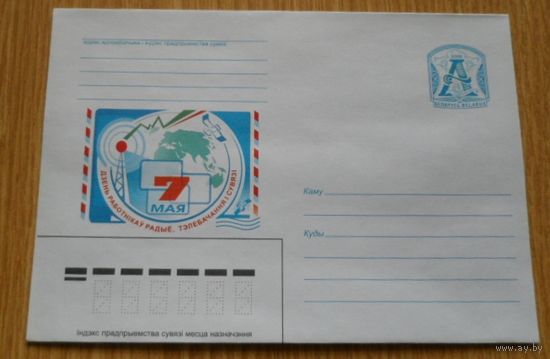 Індэкс адпраўшчыка і індэкс прадпрыемства сувязі
A
БЕЛАРУСЬ BELARUS
7
МАЯ
ДЗЕНЬ РАБОТНІКАЎ РАДЫЁ, ТЭЛЕБАЧАННЯ І СУВЯЗІ
Каму
Куды
Індэкс прадпрыемства сувязі месца назначэння
www.ay.by